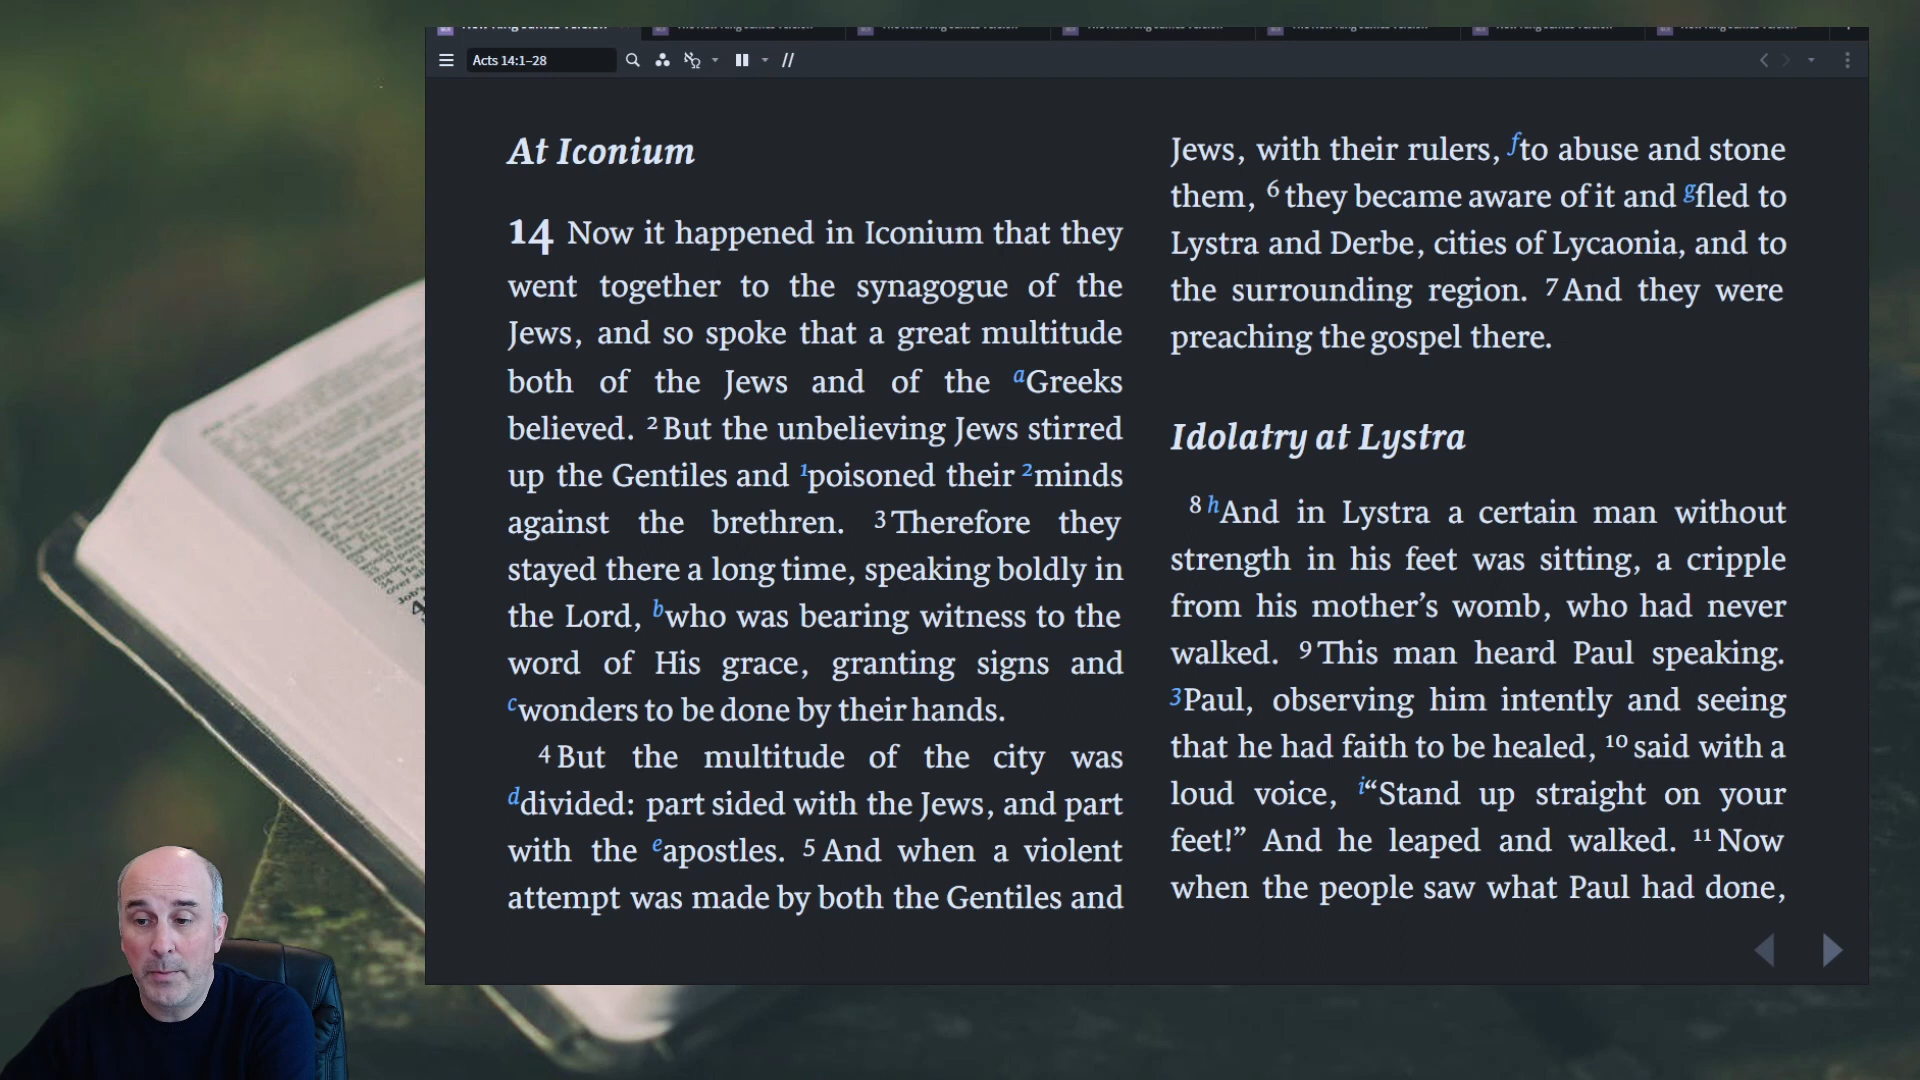 Acts 14:1–28
At Iconium
14 Now it happened in Iconium that they
went together to the synagogue of the
Jews, and so spoke that a great multitude
both of the Jews and of the aGreeks
believed. 2 But the unbelieving Jews stirred
up the Gentiles and 1poisoned their 2minds
against the brethren. 3 Therefore they
stayed there a long time, speaking boldly in
the Lord, bwho was bearing witness to the
word of His grace, granting signs and
cwonders to be done by their hands.
4 But the multitude of the city was
ddivided: part sided with the Jews, and part
with the eapostles. 5 And when a violent
attempt was made by both the Gentiles and
Jews, with their rulers, fto abuse and stone
them, 6 they became aware of it and gfled to
Lystra and Derbe, cities of Lycaonia, and to
the surrounding region. 7 And they were
preaching the gospel there.
Idolatry at Lystra
8 hAnd in Lystra a certain man without
strength in his feet was sitting, a cripple
from his mother’s womb, who had never
walked. 9 This man heard Paul speaking.
3Paul, observing him intently and seeing
that he had faith to be healed, 10 said with a
loud voice, i“Stand up straight on your
feet!” And he leaped and walked. 11 Now
when the people saw what Paul had done,